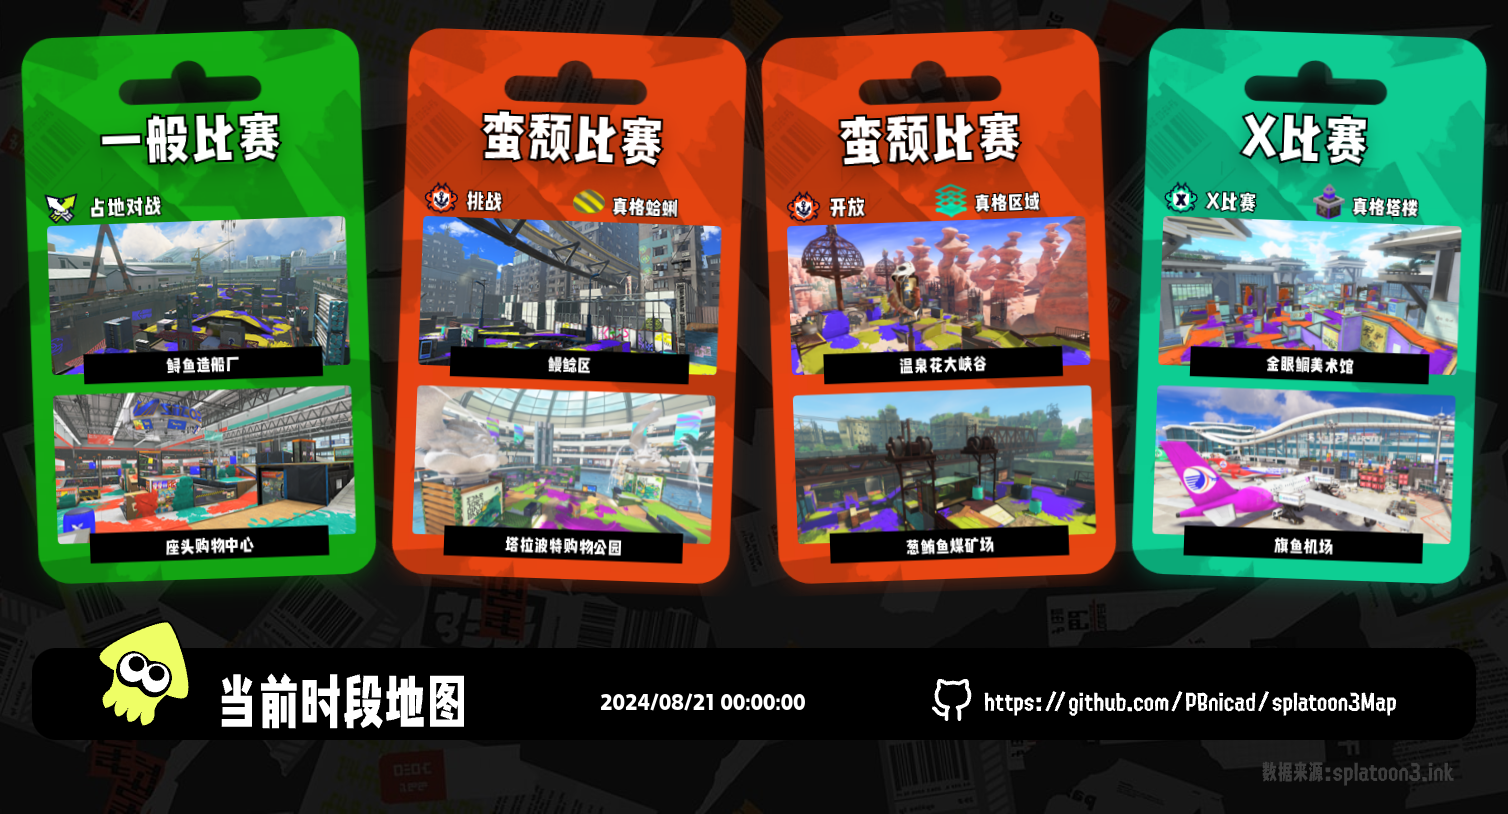 一般比赛
占地对战
鲟鱼造船厂
座头购物中心
蛮颓比赛
挑战
真格蛤蜊
鳗鲶区
塔拉波特购物公园
蛮颓比赛
开放
真格区域
温泉花大峡谷
葱鲔鱼煤矿场
X比赛
X比赛
真格塔楼
金眼鲷美术馆
旗鱼机场
当前时段地图
2024/08/21 00:00:00
https://github.com/PBnicad/splatoon3Map
数据来源:splatoon3.ink